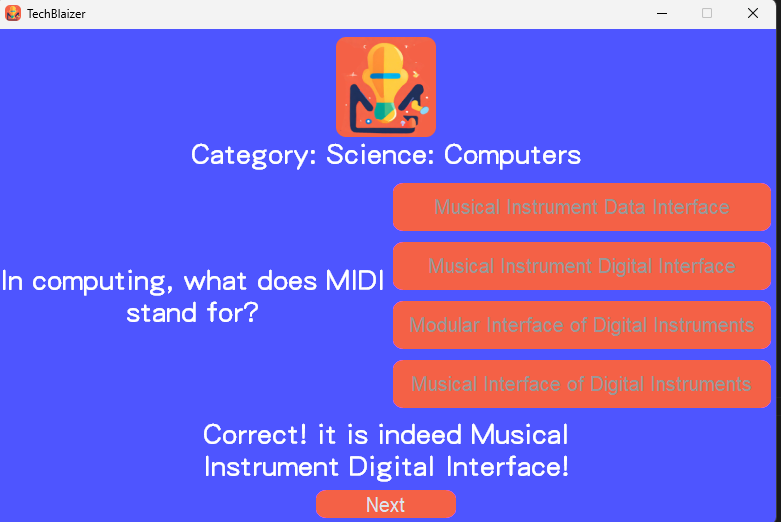 TechBlaizer
Category: Science: Computers
In computing, what does MIDI
stand for?
Musical Instrument Data Interface
Musical Instrument Digital Interface
Modular Interface of Digital Instruments
Musical Interface of Digital Instruments
Correct! it is indeed Musical
Instrument Digital Interface!
Next